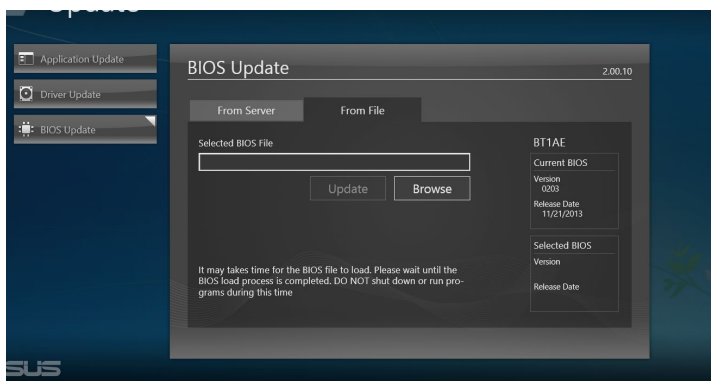 Update
Application Update
Driver Update
BIOS Update
BIOS Update
2.00.10
From Server
From File
Selected BIOS File
Update
Browse
It may takes time for the BIOS file to load. Please wait until the
BIOS load process is completed. DO NOT shut down or run pro-
grams during this time
BT1AE
Current BIOS
Version
0203
Release Date
11/21/2013
Selected BIOS
Version
Release Date
SUS